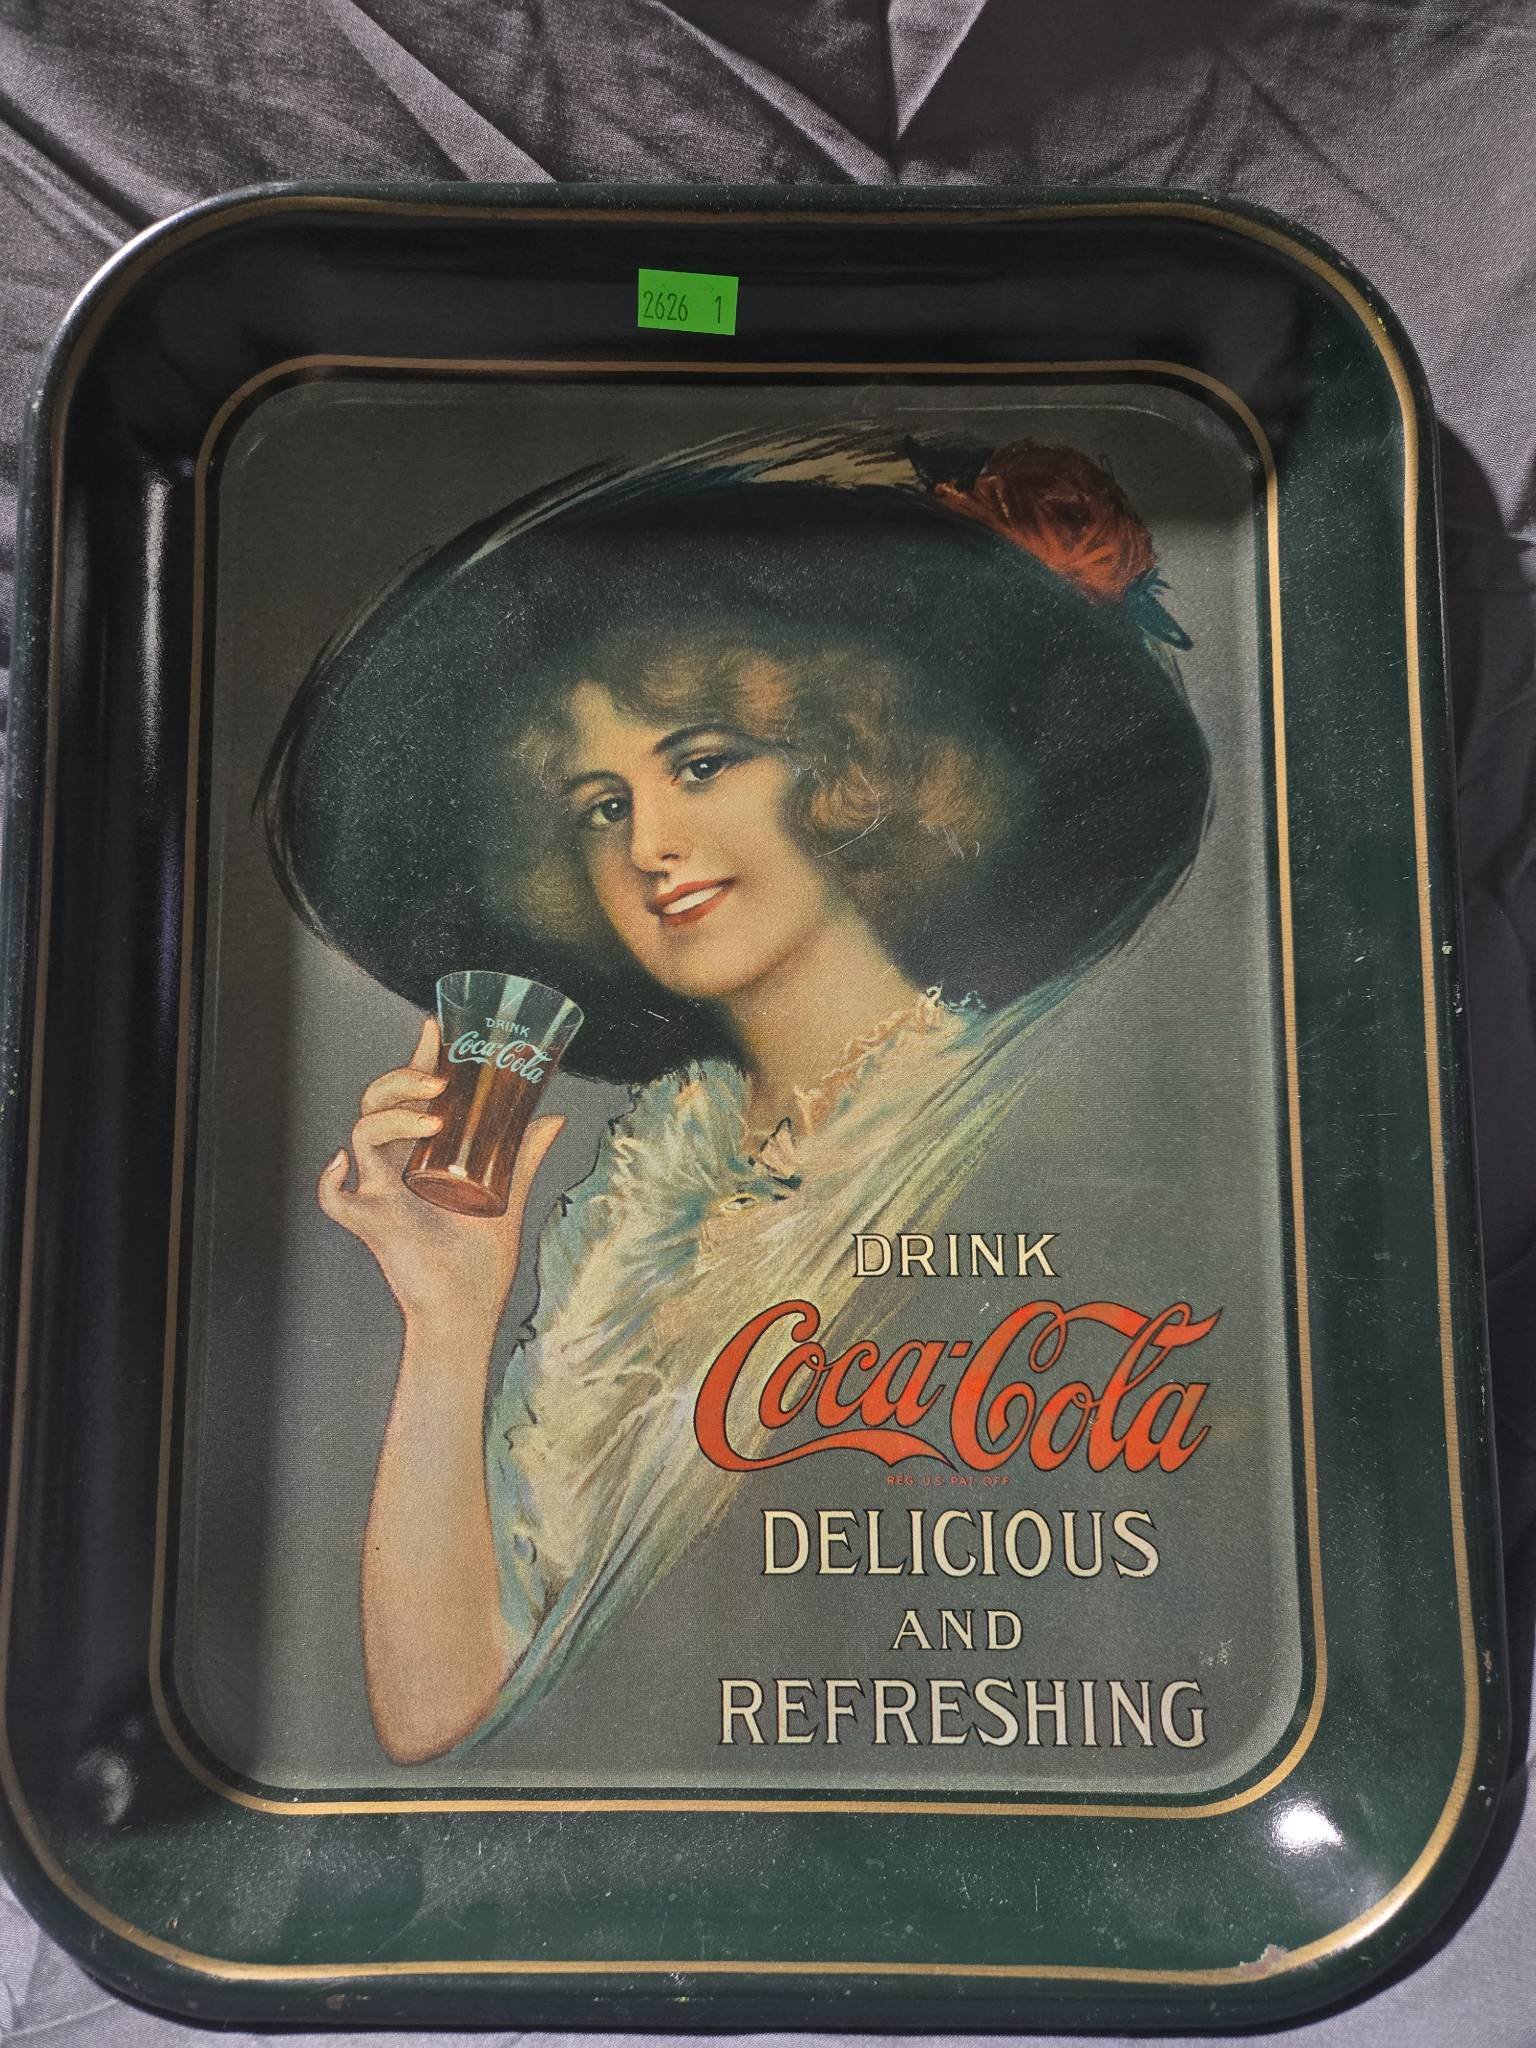 2626 1
DRINK
Coca-Cola
DRINK
Coca-Cola
REG. U.S. PAT. OFF.
DELICIOUS
AND
REFRESHING